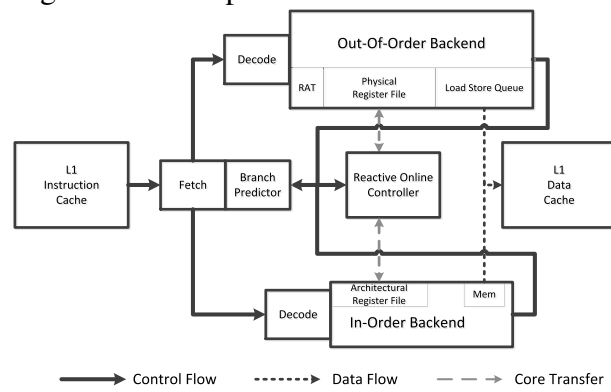 Out-Of-Order Backend
Decode
RAT
Physical
Register File
Load Store Queue
L1
Instruction
Cache
Fetch
Branch
Predictor
Reactive Online
Controller
L1
Data
Cache
Architectural
Register File
Mem
Decode
In-Order Backend
Control Flow
Data Flow
Core Transfer